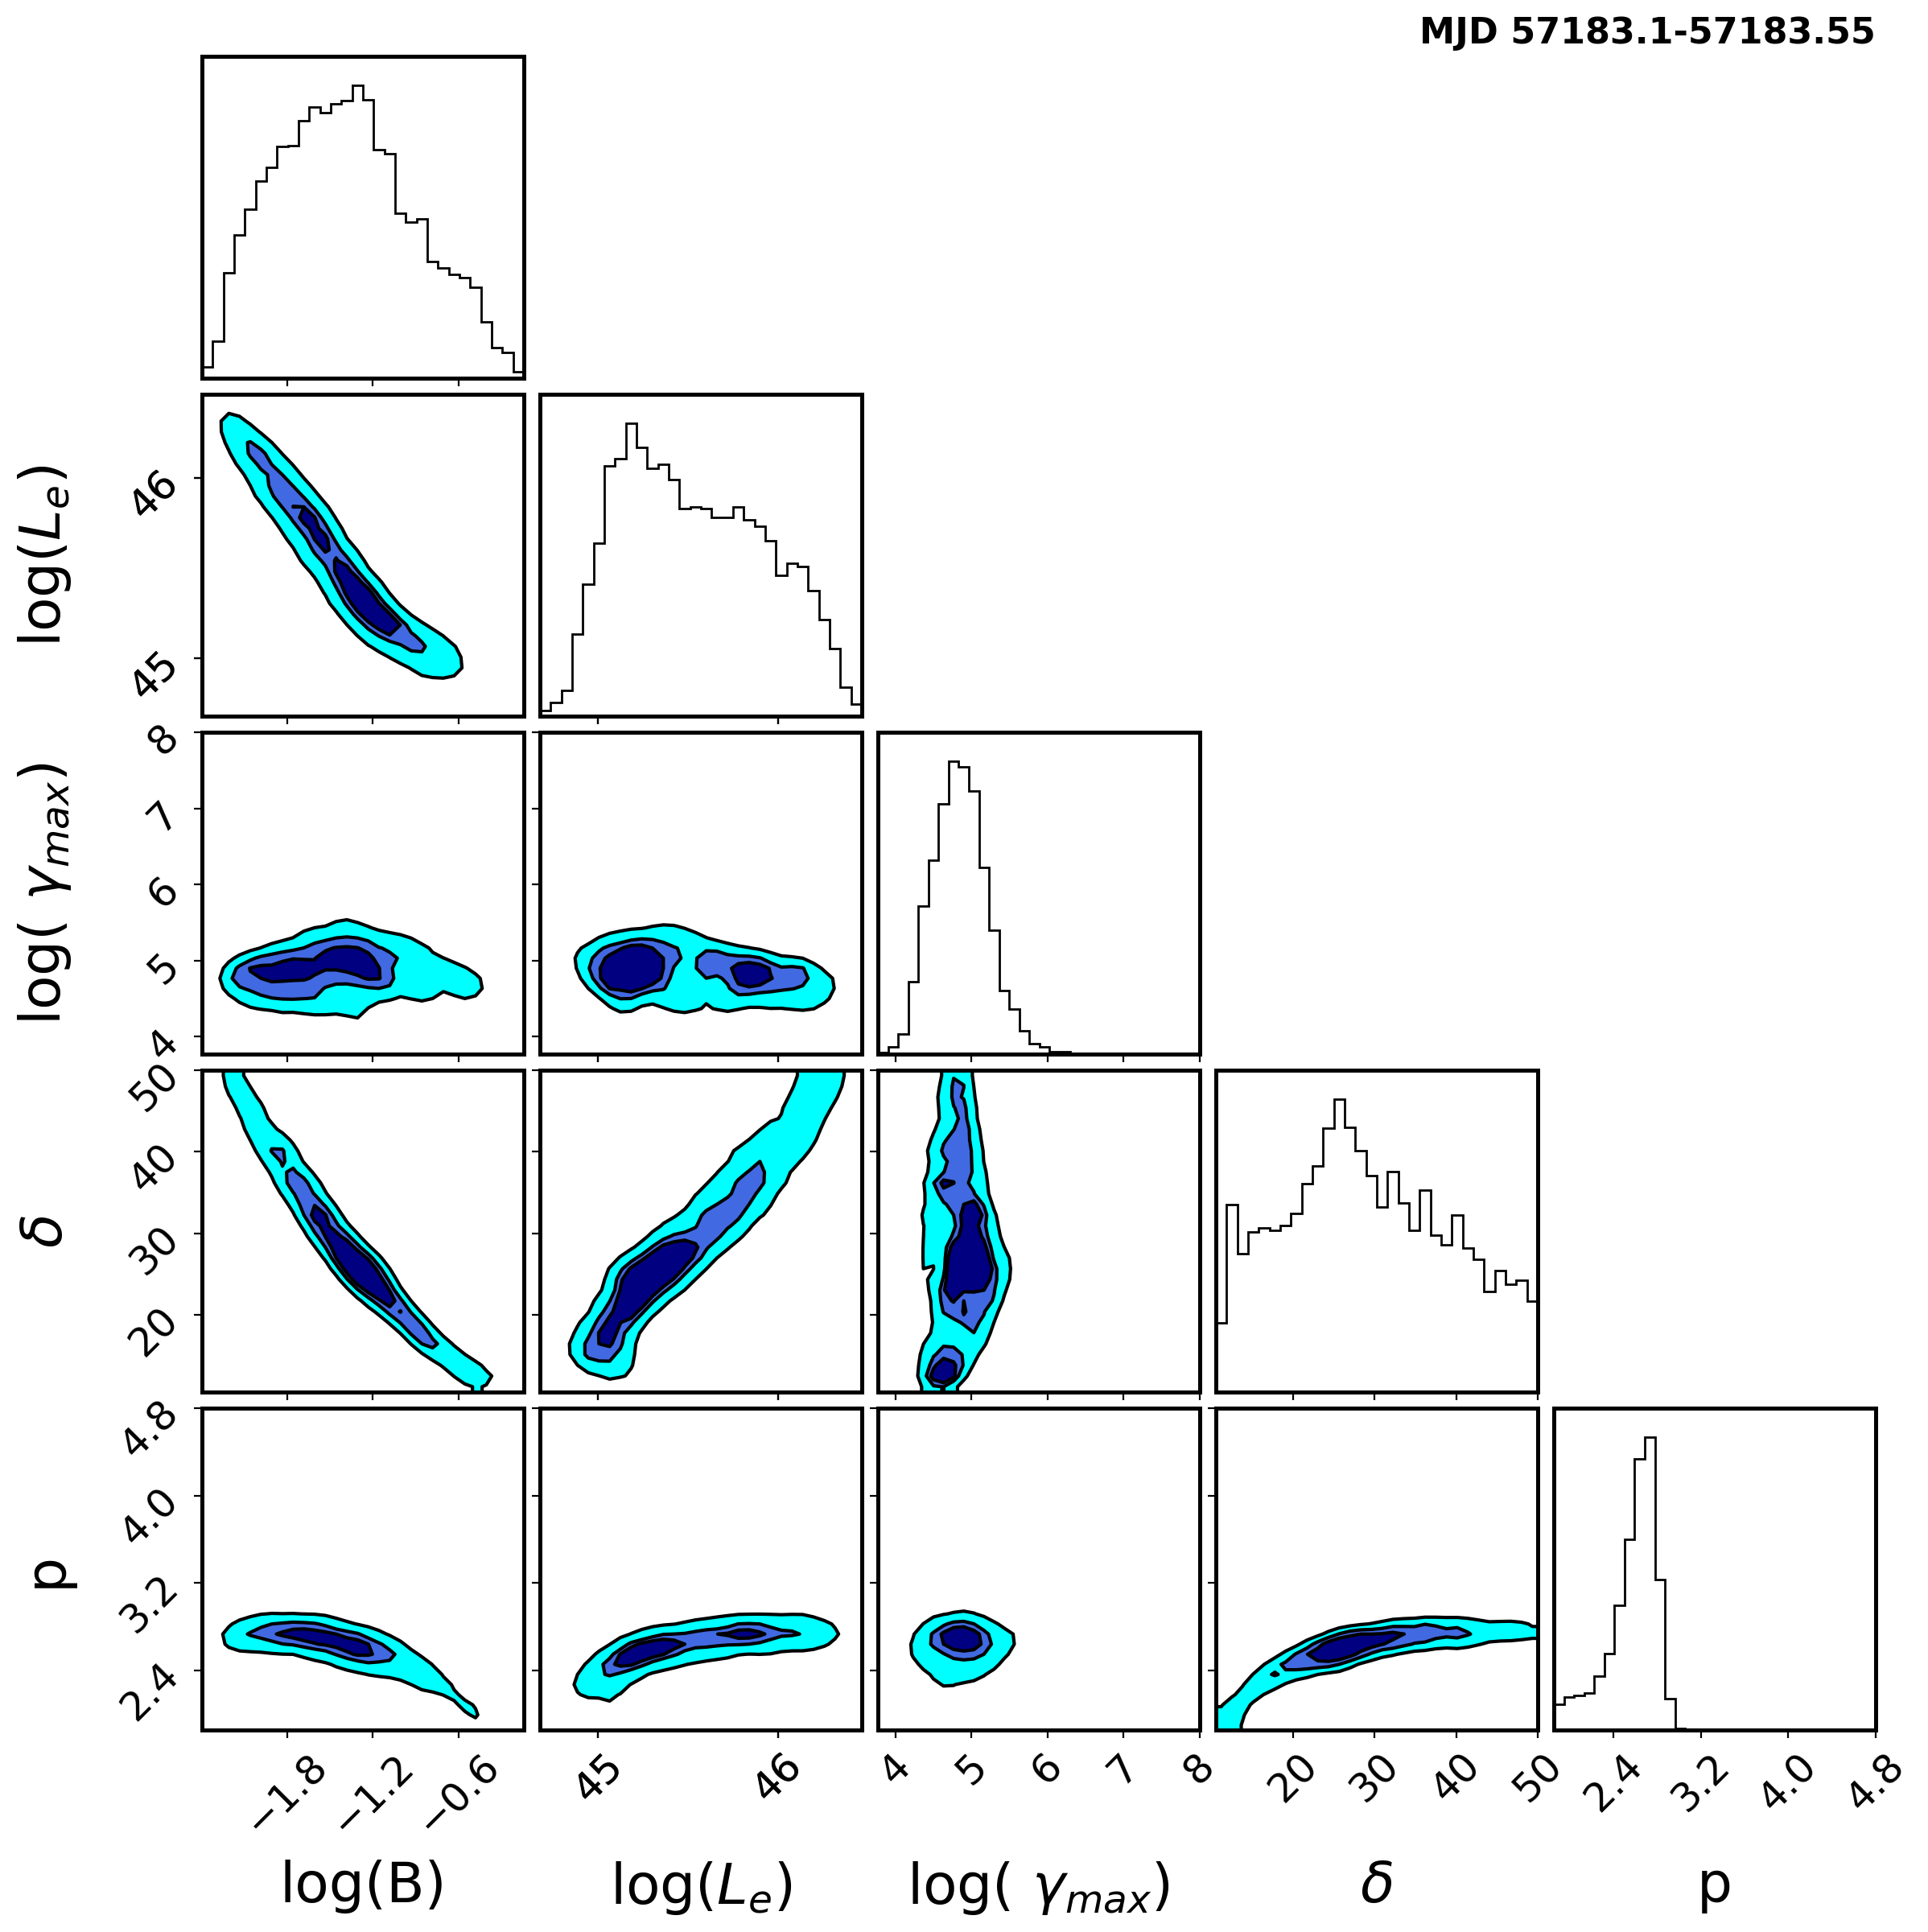 MJD 57183.1-57183.55
46
45
log(Lₑ)
8
7
6
5
4
log( γₘₐₓ)
50
40
30
20
δ
4.8
4.0
3.2
2.4
p
−1.8 −1.2 −0.6 45 46 4 5 6 7 8 20 30 40 50 2.4 3.2 4.0 4.8
log(B) log(Lₑ) log( γₘₐₓ) δ p